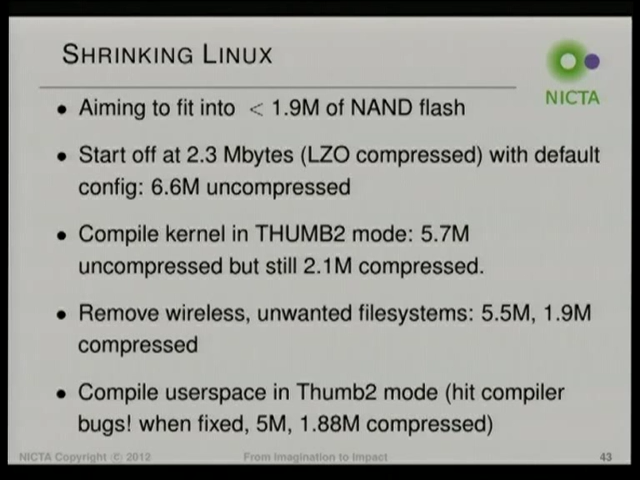 SHRINKING LINUX
NICTA
• Aiming to fit into < 1.9M of NAND flash
• Start off at 2.3 Mbytes (LZO compressed) with default
config: 6.6M uncompressed
• Compile kernel in THUMB2 mode: 5.7M
uncompressed but still 2.1M compressed.
• Remove wireless, unwanted filesystems: 5.5M, 1.9M
compressed
• Compile userspace in Thumb2 mode (hit compiler
bugs! when fixed, 5M, 1.88M compressed)
NICTA Copyright © 2012 From Imagination to Impact 43